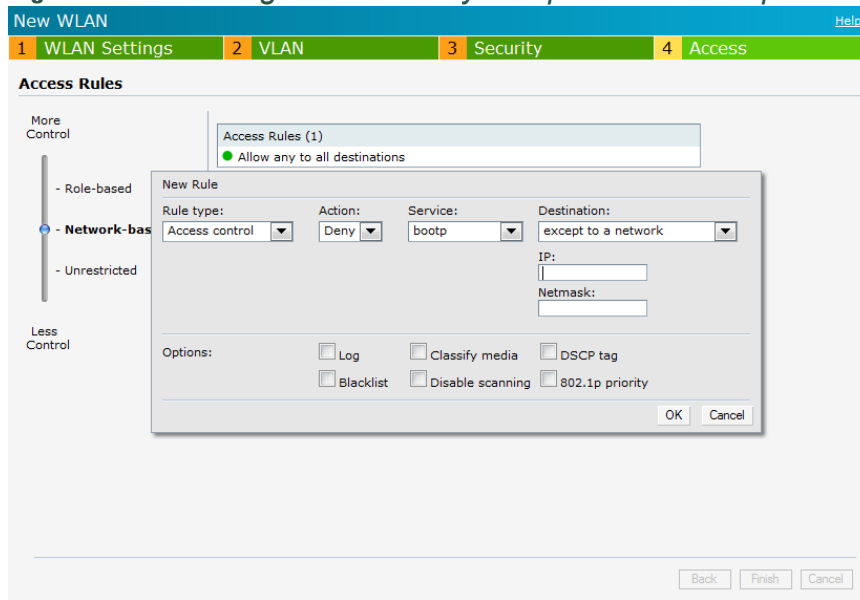 New WLAN
Help
1 WLAN Settings 2 VLAN 3 Security 4 Access
Access Rules
More
Control
Access Rules (1)
Allow any to all destinations
- Role-based
- Network-bas
- Unrestricted
Less
Control
New Rule
Rule type: Action: Service: Destination:
Access control Deny bootp except to a network
IP:
Netmask:
Options: Log Classify media DSCP tag
Blacklist Disable scanning 802.1p priority
OK Cancel
Back Finish Cancel